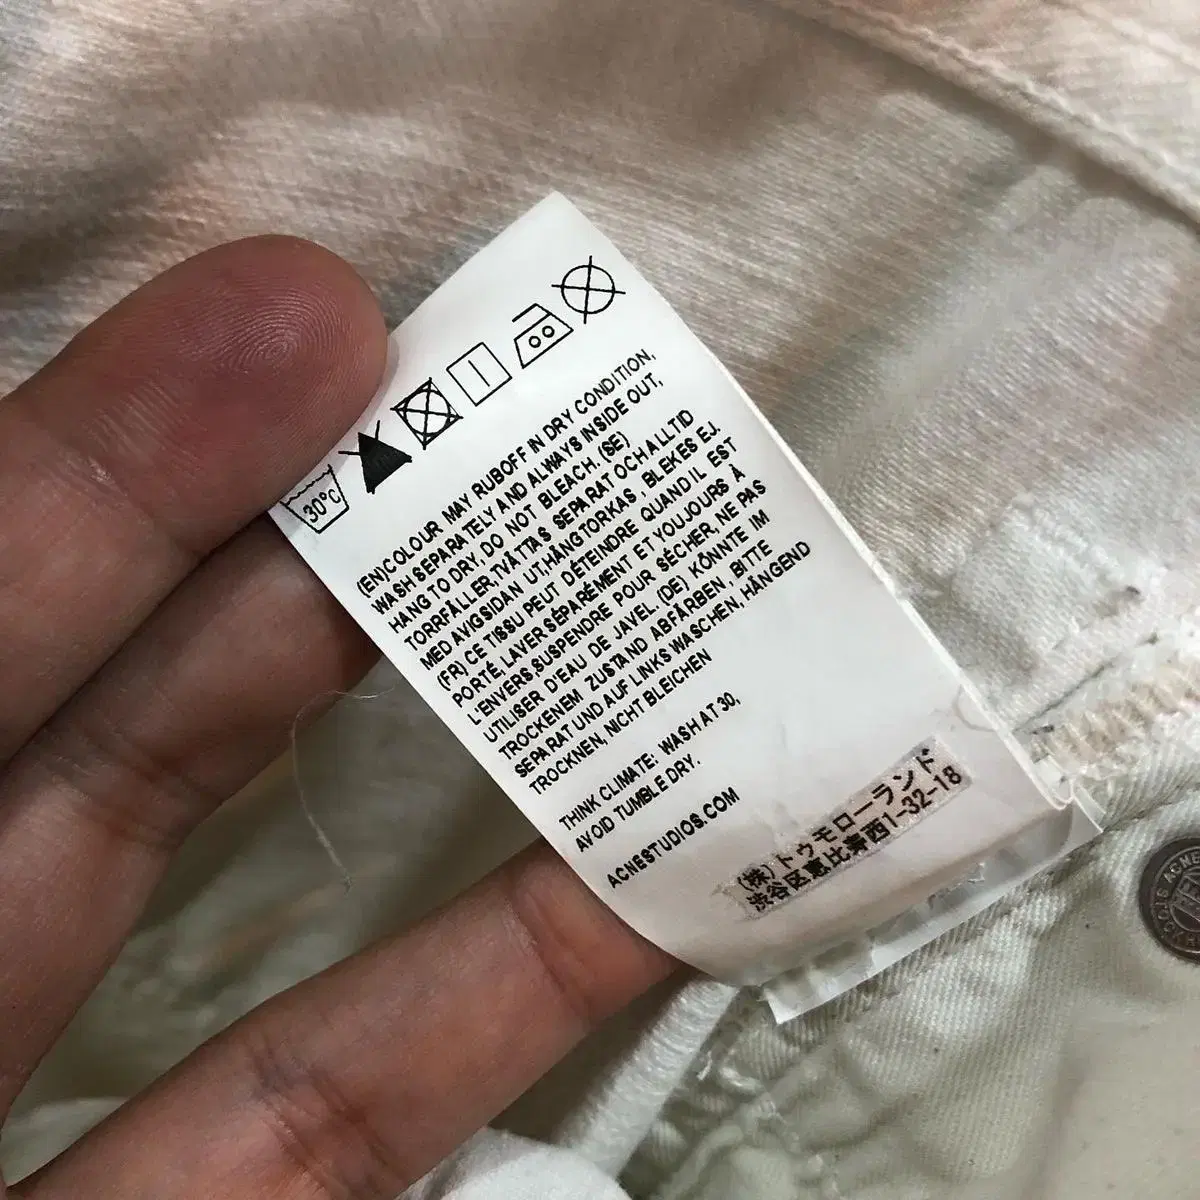 30°C
(EN)COLOUR MAY RUBOFF IN DRY CONDITION,
WASH SEPARATELY AND ALWAYS INSIDE OUT,
HANG TO DRY, DO NOT BLEACH. (SE)
TORRFÄLLER, TVÄTTAS SEPARAT OCH ALLTID
MED AVIGSIDAN UT, HÄNGTORKAS, BLEKES EJ.
(FR) CE TISSU PEUT DÉTEINDRE QUAND IL EST
PORTÉ, LAVER SÉPARÉMENT ET YOUJOURS À
L'ENVERS SUSPENDRE POUR SÉCHER, NE PAS
UTILISER D'EAU DE JAVEL. (DE) KÖNNTE IM
TROCKENEM ZUSTAND ABFÄRBEN, BITTE
SEPARAT UND AUF LINKS WASCHEN, HÄNGEND
TROCKNEN, NICHT BLEICHEN
THINK CLIMATE: WASH AT 30,
AVOID TUMBLE DRY.
ACNESTUDIOS.COM
(株)トゥモローランド
渋谷区恵比寿西1-32-18